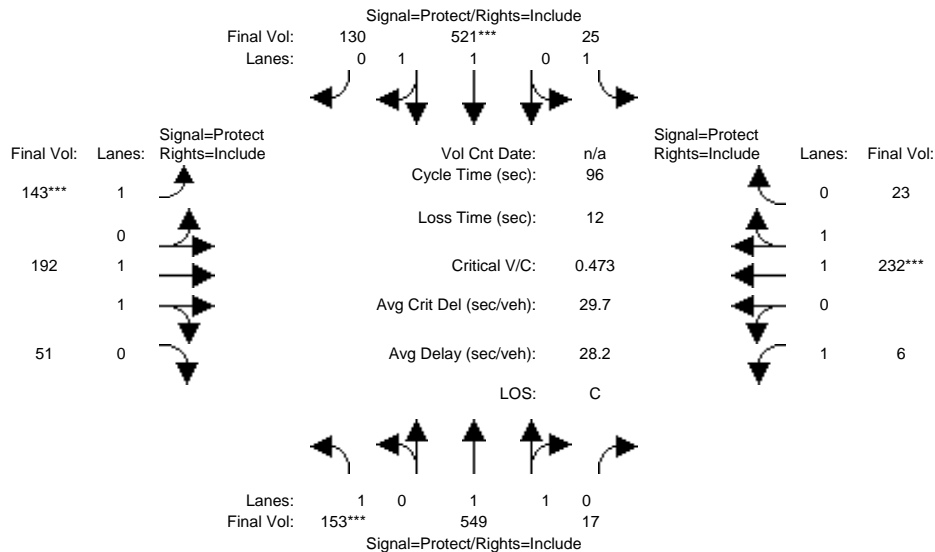 Signal=Protect/Rights=Include
Final Vol: 130 521*** 25
Lanes: 0 1 1 0 1
Signal=Protect Signal=Protect
Final Vol: Lanes: Rights=Include Vol Cnt Date: n/a Rights=Include Lanes: Final Vol:
Cycle Time (sec): 96
143*** 1 0 23
Loss Time (sec): 12
0 1
192 1 Critical V/C: 0.473 1 232***
1 Avg Crit Del (sec/veh): 29.7 0
51 0 Avg Delay (sec/veh): 28.2 1 6
LOS: C
Lanes: 1 0 1 1 0
Final Vol: 153*** 549 17
Signal=Protect/Rights=Include